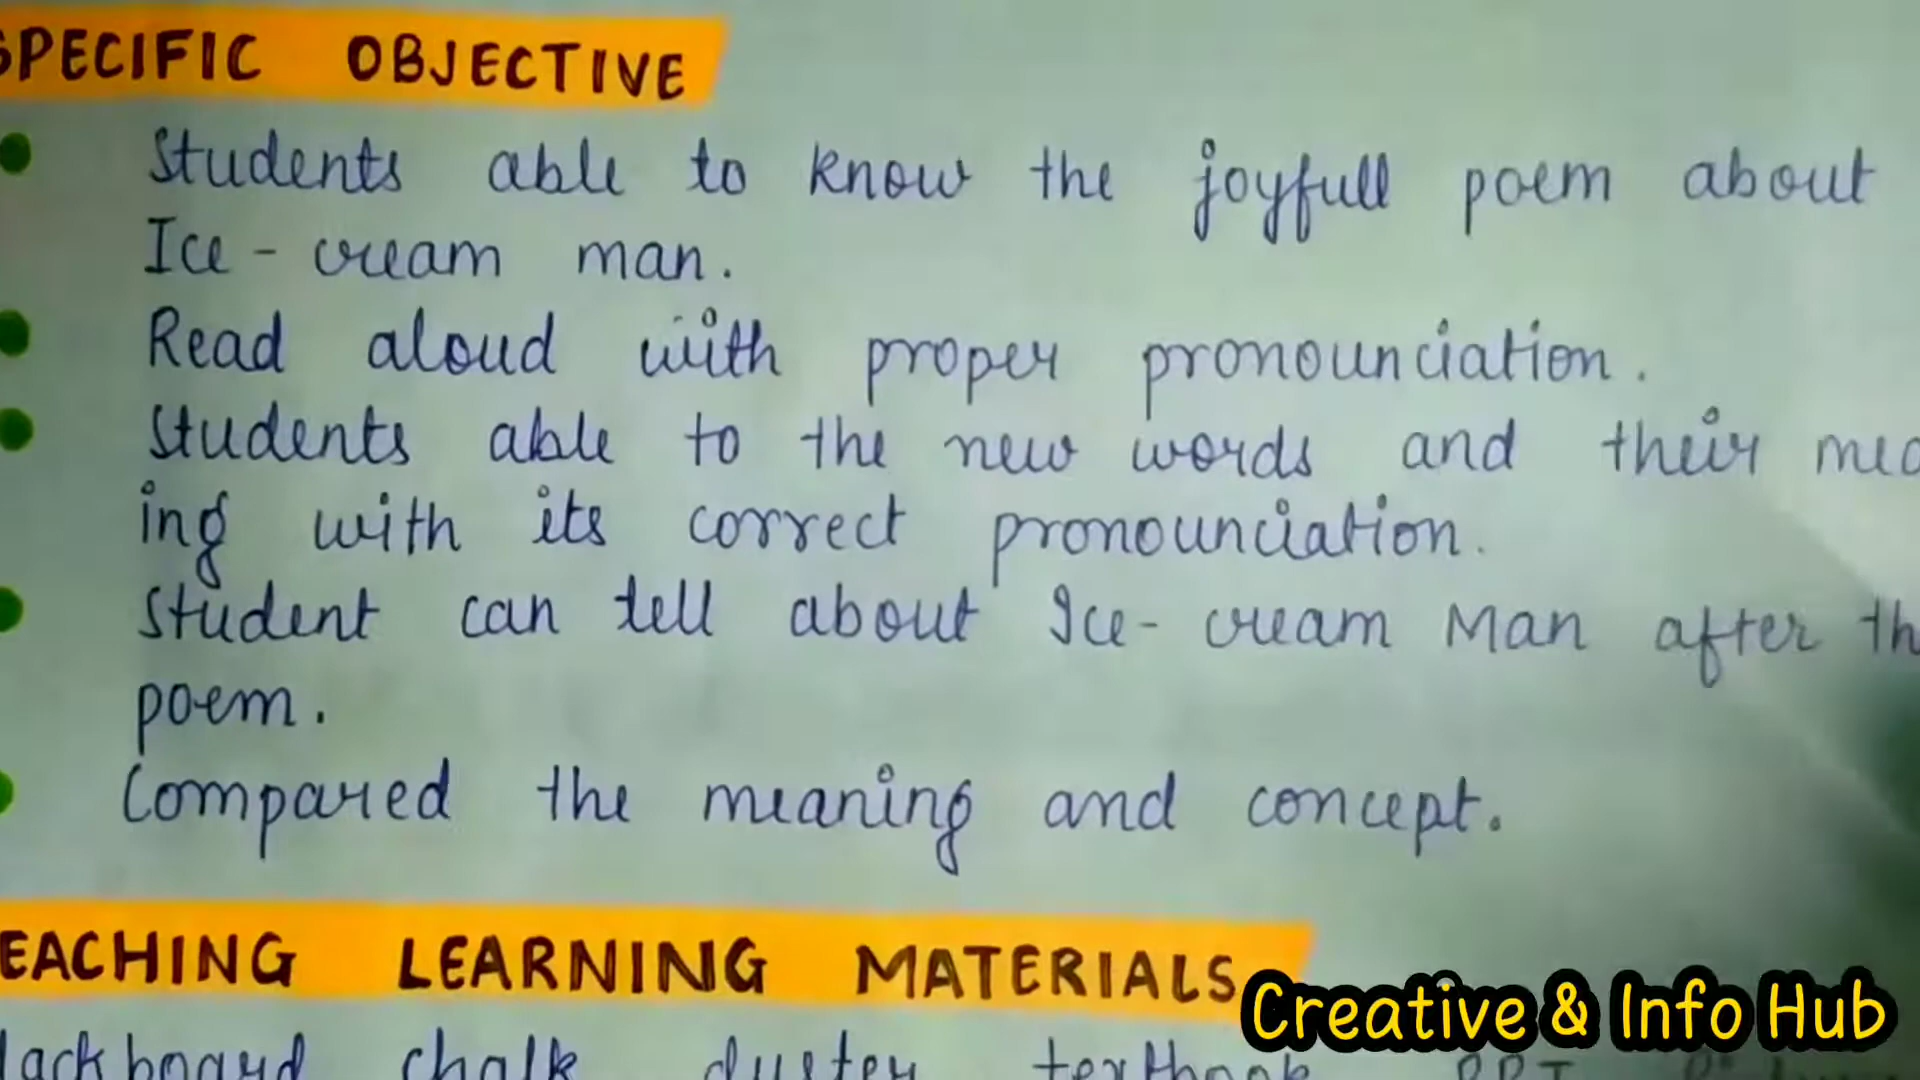 SPECIFIC OBJECTIVE
Students able to know the joyfull poem about
Ice-cream man.
Read aloud with proper pronounciation.
Students able to the new words and their mea
ing with its correct pronounciation.
Student can tell about Ice-cream Man after th
poem.
Compared the meaning and concept.
EACHING LEARNING MATERIALS
lackboard chalk duster textbook PPT
Creative & Info Hub